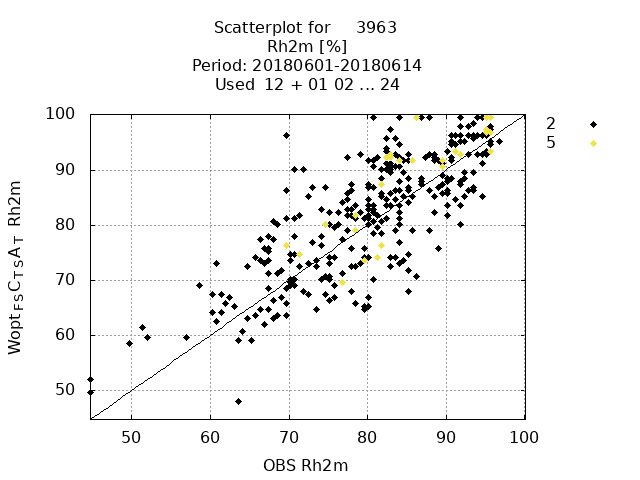 Scatterplot for 3963
Rh2m [%]
Period: 20180601-20180614
Used 12 + 01 02 ... 24
100
90
80
70
60
50
50
60
70
80
90
100
Wopt FS C T S A T Rh2m
OBS Rh2m
2
5